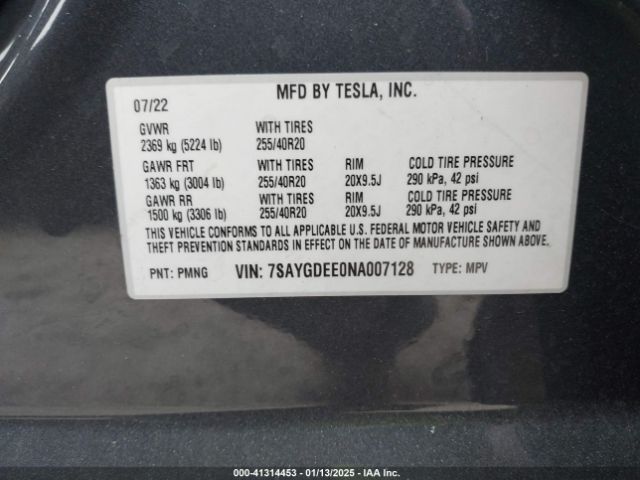 MFD BY TESLA, INC.
07/22
GVWR WITH TIRES
2369 kg (5224 lb) 255/40R20
GAWR FRT WITH TIRES RIM COLD TIRE PRESSURE
1363 kg (3004 lb) 255/40R20 20X9.5J 290 kPa, 42 psi
GAWR RR WITH TIRES RIM COLD TIRE PRESSURE
1500 kg (3306 lb) 255/40R20 20X9.5J 290 kPa, 42 psi
THIS VEHICLE CONFORMS TO ALL APPLICABLE U.S. FEDERAL MOTOR VEHICLE SAFETY AND
THEFT PREVENTION STANDARDS IN EFFECT ON THE DATE OF MANUFACTURE SHOWN ABOVE.
PNT: PMNG VIN: 7SAYGDEE0NA007128 TYPE: MPV
000-41314453 - 01/13/2025 - IAA Inc.